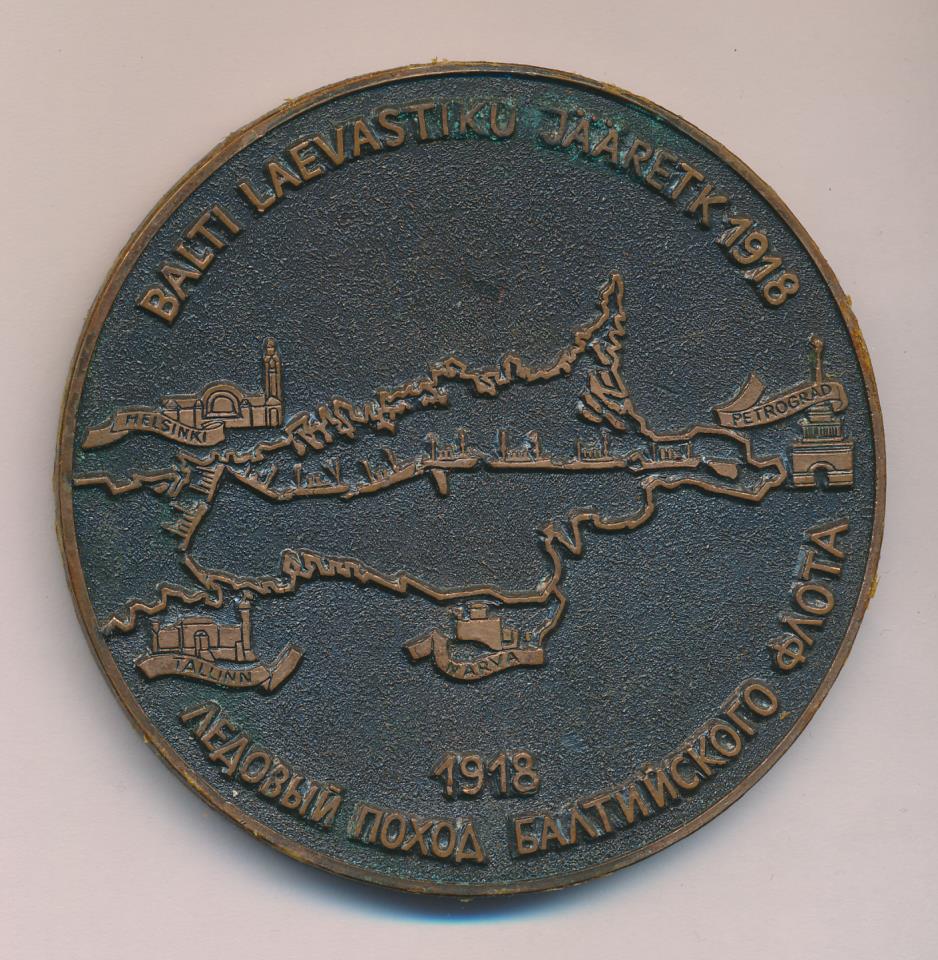 BALTI LAEVASTIKU JÄÄRETK 1918
HELSINKI
PETROGRAD
TALLINN
NARVA
1918
ЛЕДОВЫЙ ПОХОД БАЛТИЙСКОГО ФЛОТА